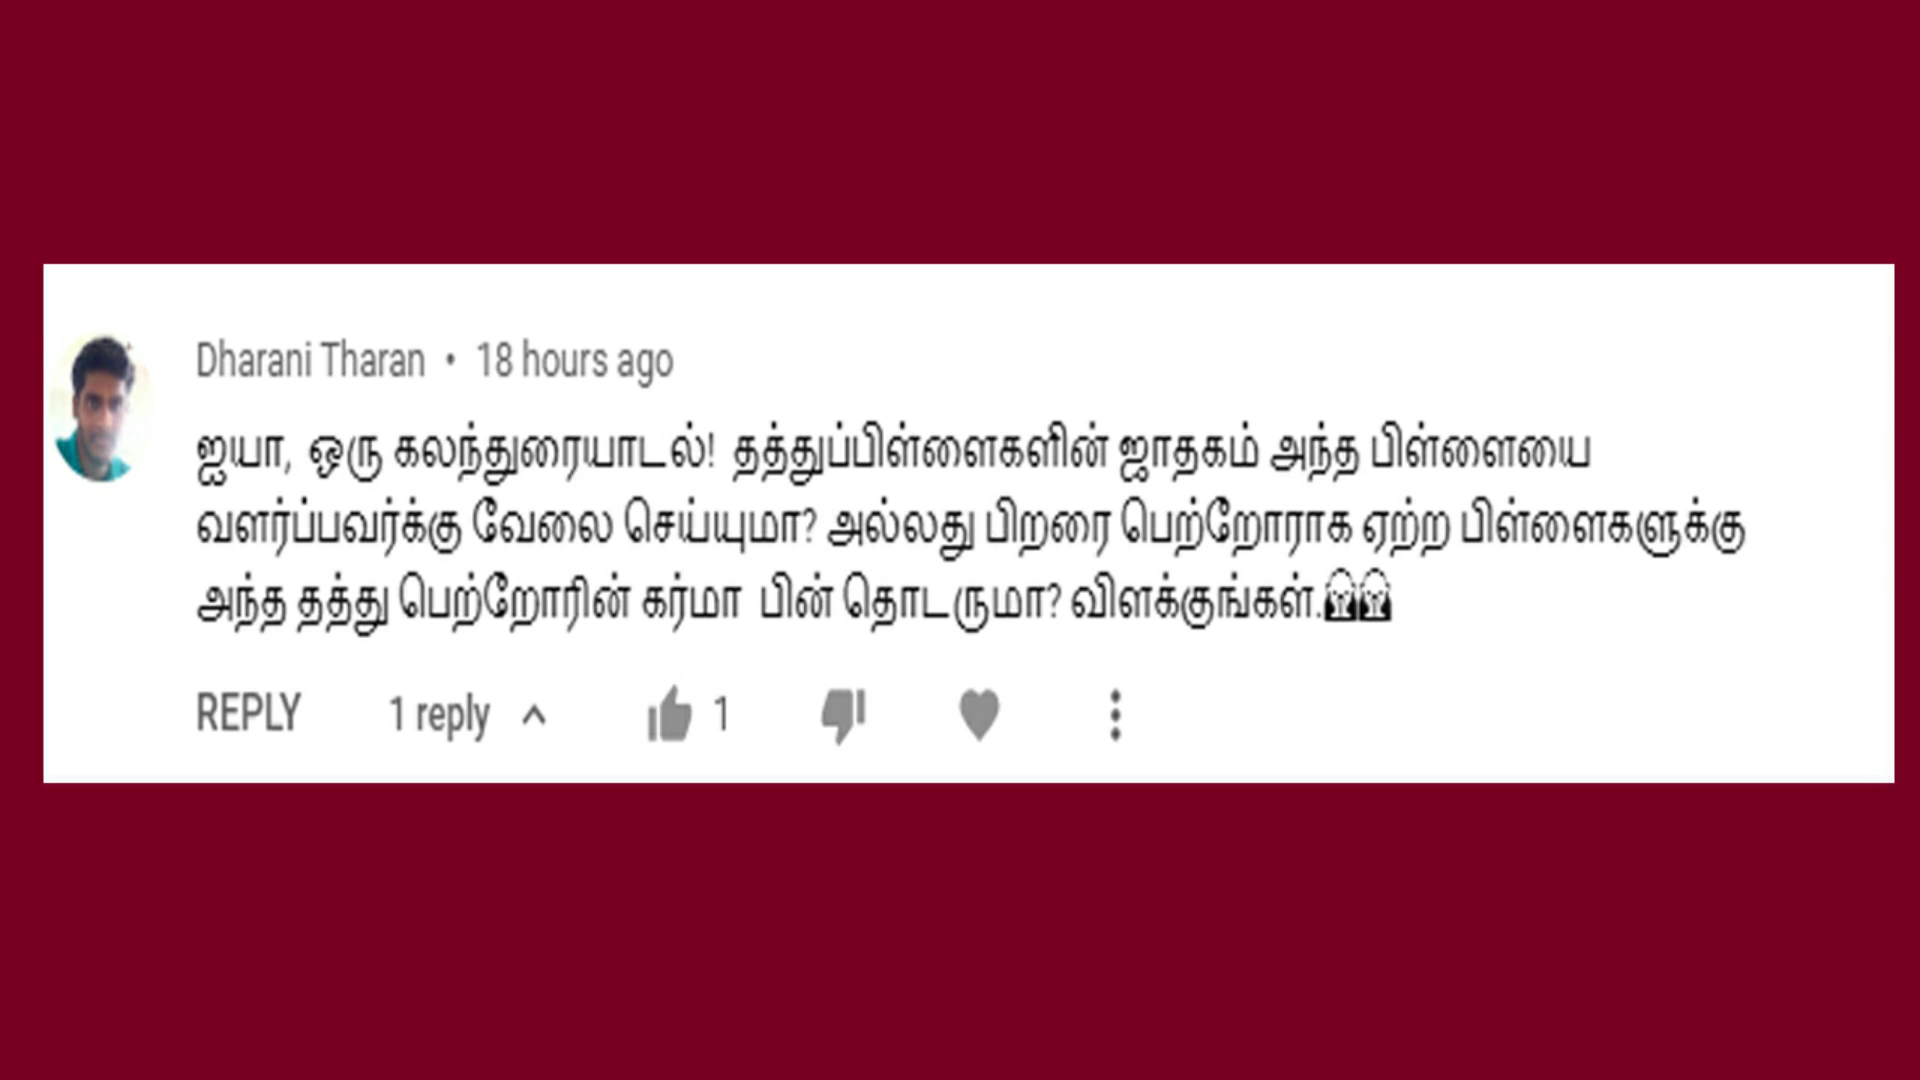 Dharani Tharan • 18 hours ago
ஐயா, ஒரு கலந்துரையாடல்! தத்துப்பிள்ளைகளின் ஜாதகம் அந்த பிள்ளையை
வளர்ப்பவர்க்கு வேலை செய்யுமா? அல்லது பிறரை பெற்றோராக ஏற்ற பிள்ளைகளுக்கு
அந்த தத்து பெற்றோரின் கர்மா பின் தொடருமா? விளக்குங்கள்.
REPLY 1 reply 1